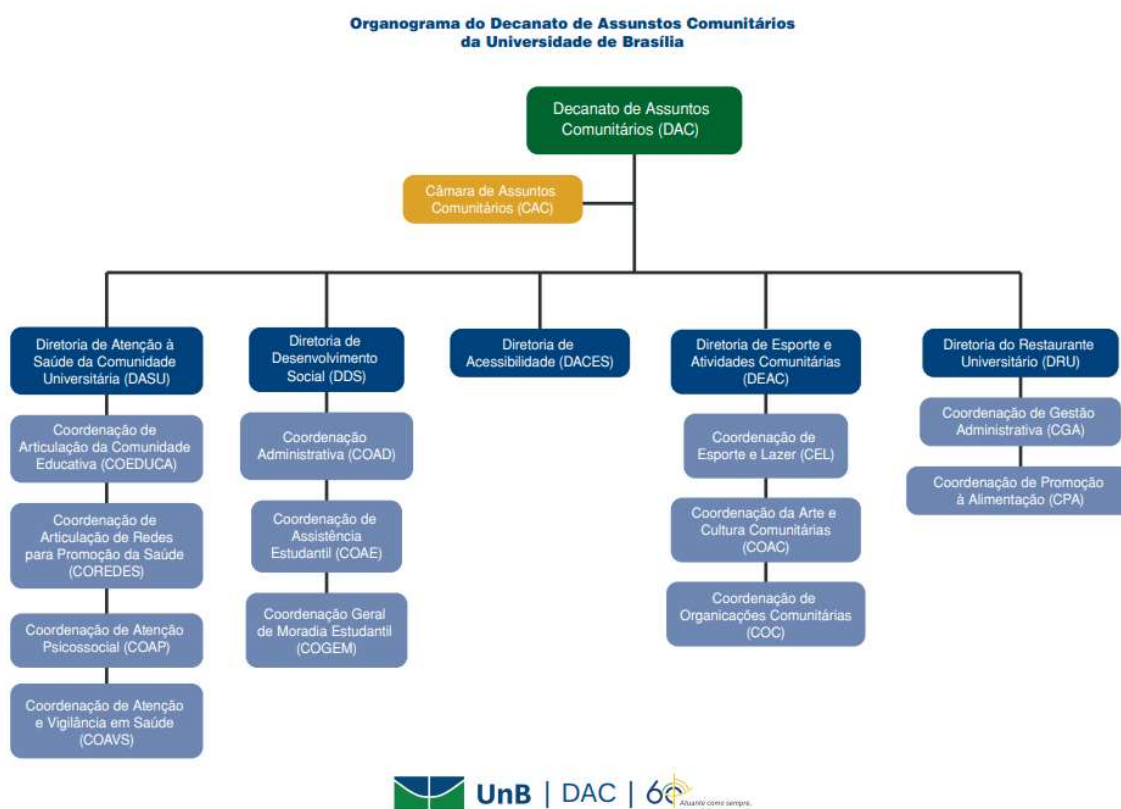 Organograma do Decanato de Assunstos Comunitários
da Universidade de Brasília
Decanato de Assuntos
Comunitários (DAC)
Câmara de Assuntos
Comunitários (CAC)
Diretoria de Atenção à
Saúde da Comunidade
Universitária (DASU)
Coordenação de
Articulação da Comunidade
Educativa (COEDUCA)
Coordenação de
Articulação de Redes
para Promoção da Saúde
(COREDES)
Coordenação de Atenção
Psicossocial (COAP)
Coordenação de Atenção
e Vigilância em Saúde
(COAVS)
Diretoria de
Desenvolvimento
Social (DDS)
Coordenação
Administrativa (COAD)
Coordenação de
Assistência
Estudantil (COAE)
Coordenação Geral
de Moradia Estudantil
(COGEM)
Diretoria de
Acessibilidade (DACES)
Diretoria de Esporte e
Atividades Comunitárias
(DEAC)
Coordenação de
Esporte e Lazer (CEL)
Coordenação da Arte e
Cultura Comunitárias
(COAC)
Coordenação de
Organicações Comunitárias
(COC)
Diretoria do Restaurante
Universitário (DRU)
Coordenação de Gestão
Administrativa (CGA)
Coordenação de Promoção
à Alimentação (CPA)
UnB | DAC | 60
Atuante como sempre.